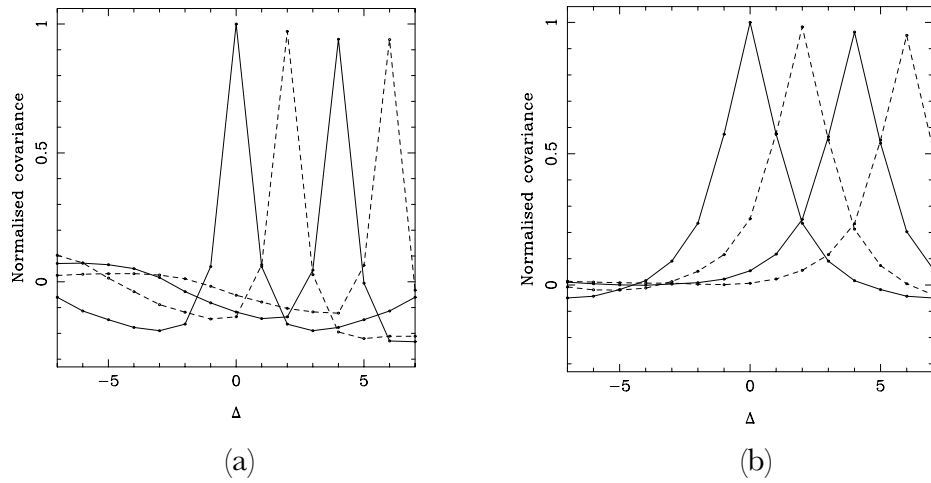 Normalised covariance
1
0.5
0
−5 0 5
Δ
(a)
Normalised covariance
1
0.5
0
−5 0 5
Δ
(b)